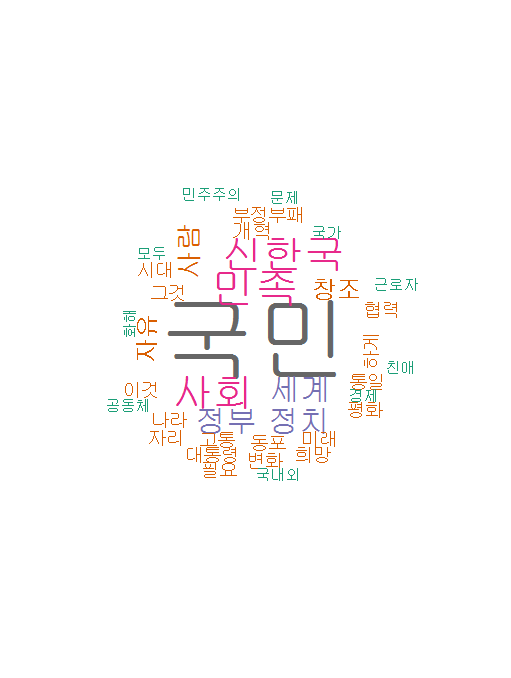 민주주의
문제
부정부패
사람
개혁
국가
신한국
모두
시대
민족
창조
근로자
그것
협력
화해
자유
국민
하게
친애
통일
이것
사회
세계
경제
공동체
평화
나라
정부
정치
자리
고통
동포
미래
대통령
변화
희망
필요
국내외